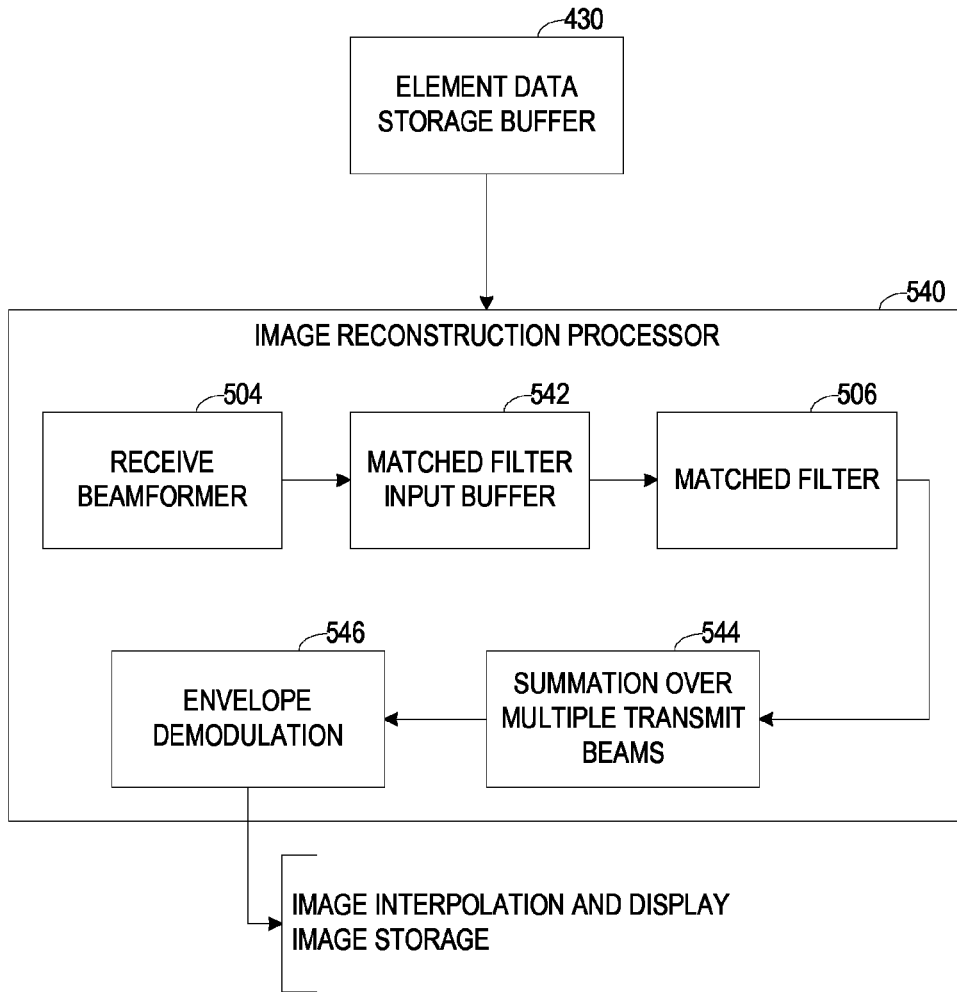 430
ELEMENT DATA
STORAGE BUFFER
540
IMAGE RECONSTRUCTION PROCESSOR
504
RECEIVE
BEAMFORMER
542
MATCHED FILTER
INPUT BUFFER
506
MATCHED FILTER
546
ENVELOPE
DEMODULATION
544
SUMMATION OVER
MULTIPLE TRANSMIT
BEAMS
IMAGE INTERPOLATION AND DISPLAY
IMAGE STORAGE